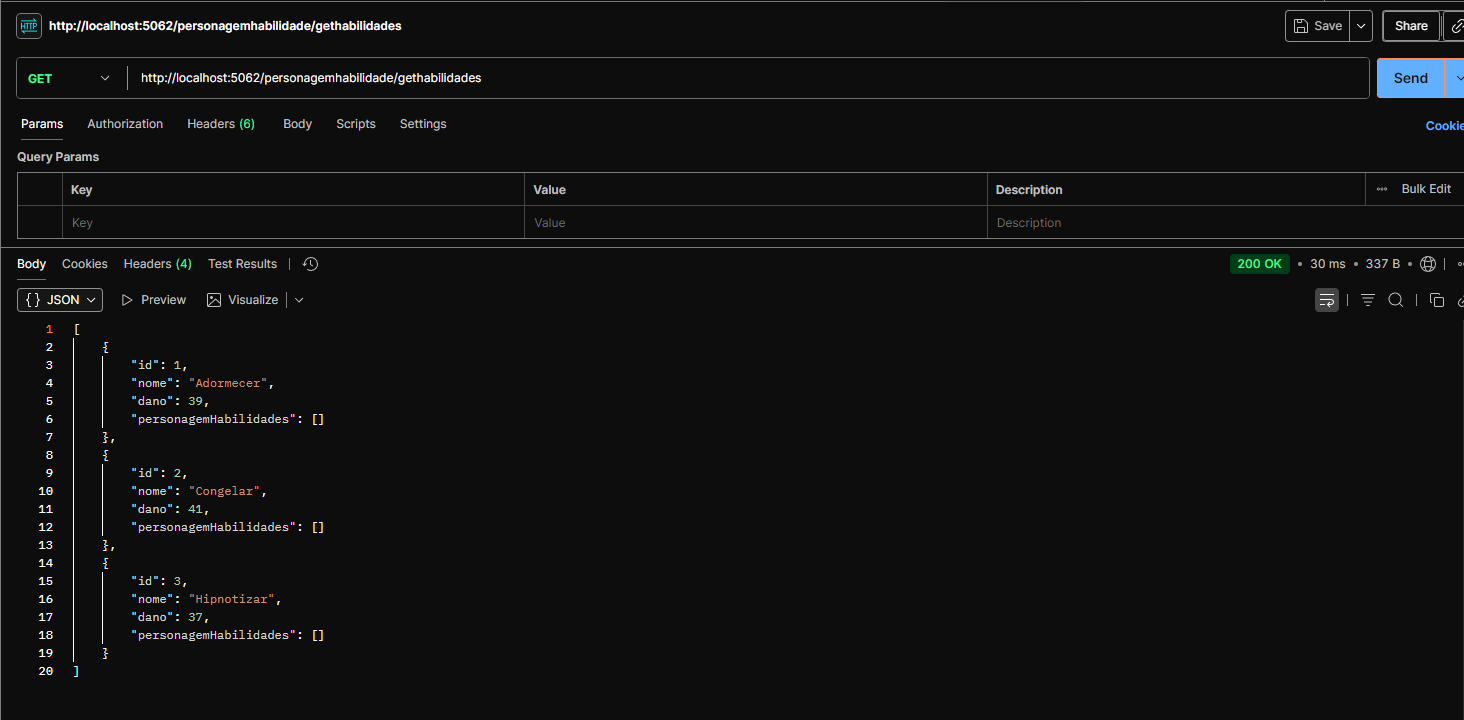 HTTP http://localhost:5062/personagemhabilidade/gethabilidades Save Share
GET http://localhost:5062/personagemhabilidade/gethabilidades Send
Params Authorization Headers (6) Body Scripts Settings Cookie
Query Params
Key Value Description Bulk Edit
Key Value Description
Body Cookies Headers (4) Test Results 200 OK • 30 ms • 337 B •
{} JSON Preview Visualize
1 [
2 {
3 "id": 1,
4 "nome": "Adormecer",
5 "dano": 39,
6 "personagemHabilidades": []
7 },
8 {
9 "id": 2,
10 "nome": "Congelar",
11 "dano": 41,
12 "personagemHabilidades": []
13 },
14 {
15 "id": 3,
16 "nome": "Hipnotizar",
17 "dano": 37,
18 "personagemHabilidades": []
19 }
20 ]